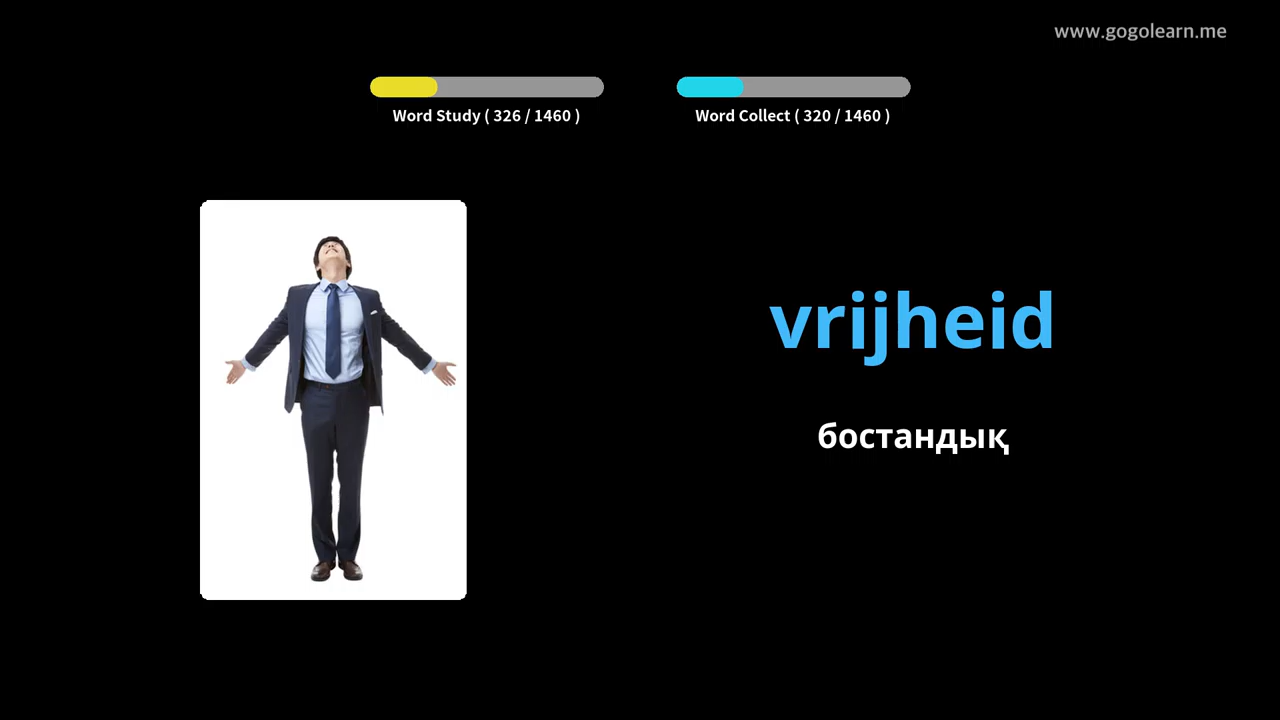 www.gogolearn.me
Word Study ( 326 / 1460 )
Word Collect ( 320 / 1460 )
vrijheid
бостандық